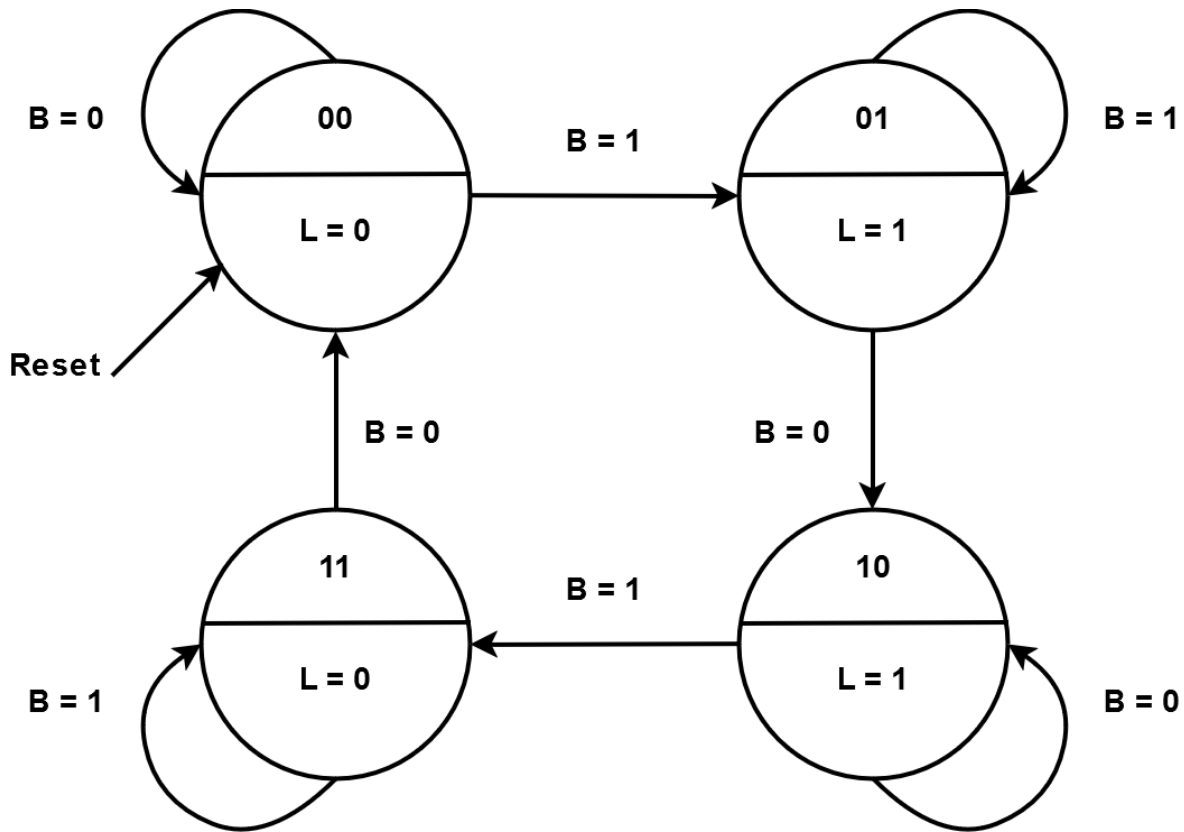 B = 0
00
B = 1
01
B = 1
L = 0
L = 1
Reset
B = 0
B = 0
11
B = 1
10
L = 0
L = 1
B = 1
B = 0